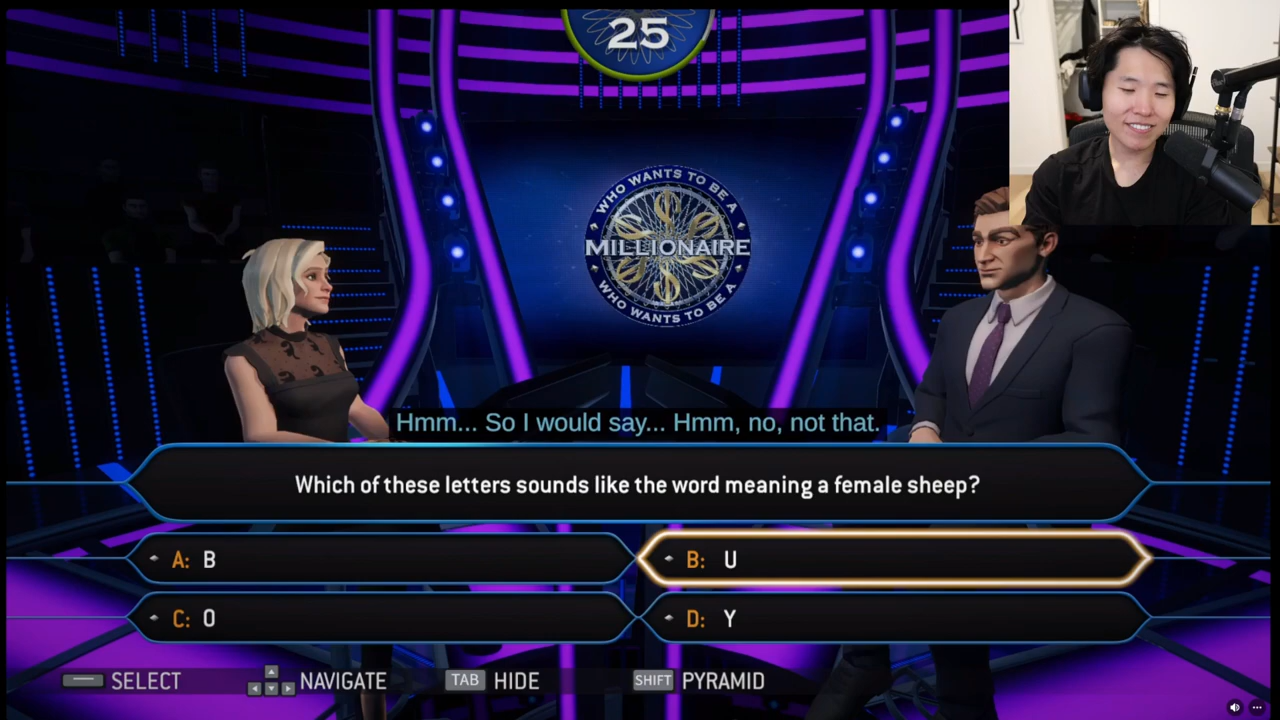 25
WHO WANTS TO BE A
MILLIONAIRE
WHO WANTS TO BE A
Hmm... So I would say... Hmm, no, not that.
Which of these letters sounds like the word meaning a female sheep?
A: B
B: U
C: O
D: Y
SELECT
NAVIGATE
TAB HIDE
SHIFT PYRAMID